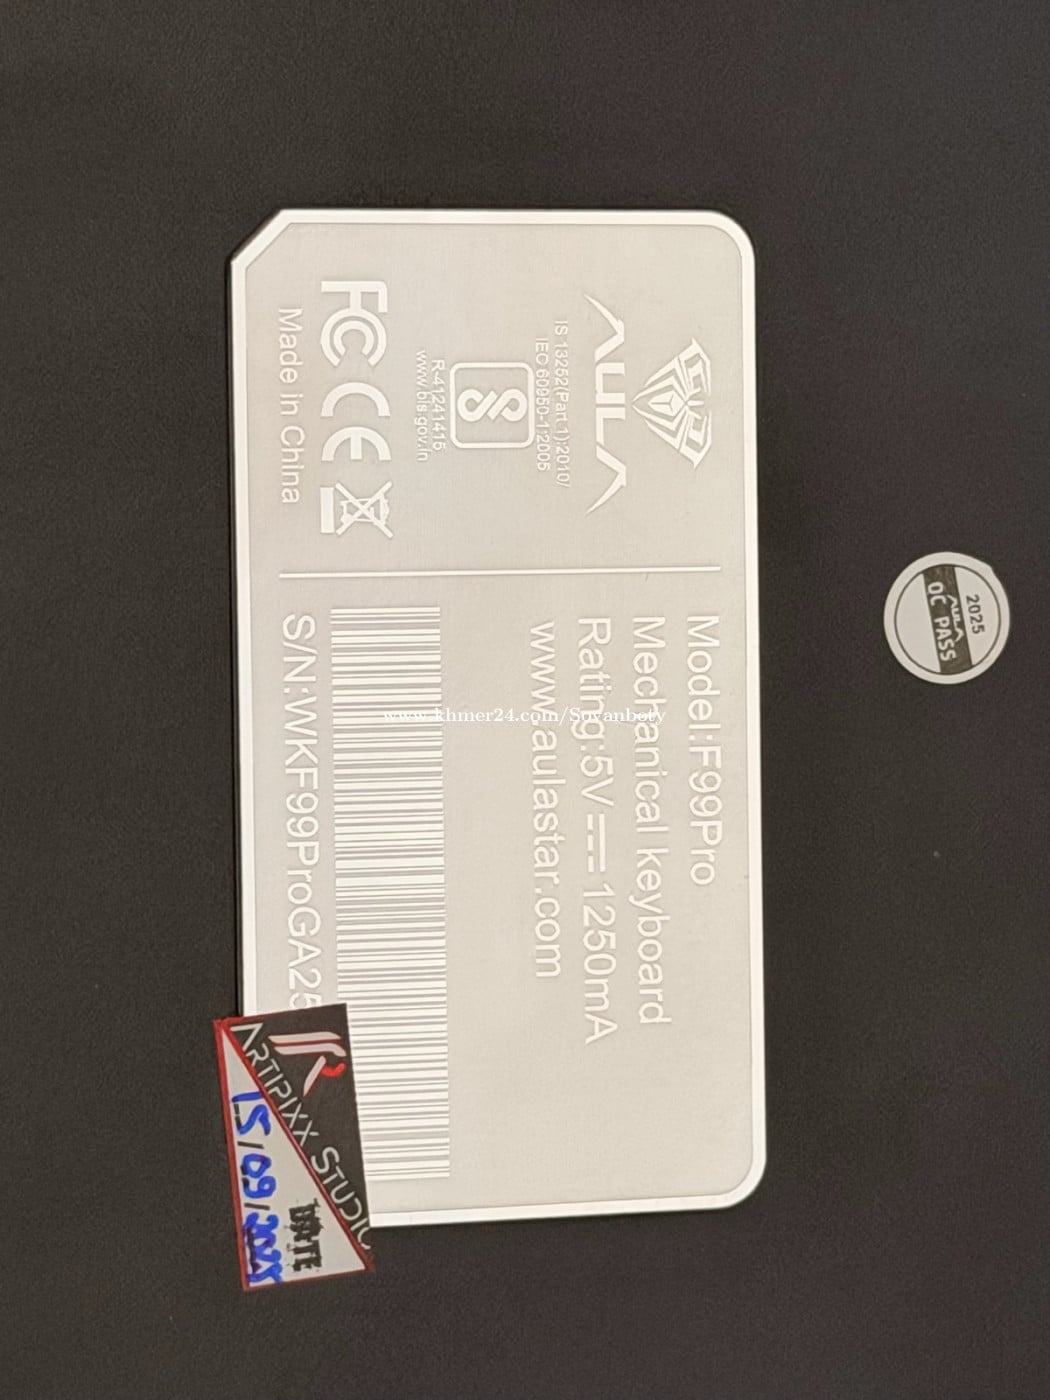 AULA
IS 13252(Part 1):2010/
IEC 60950-1:2005
R-41241415
www.bis.gov.in
FC CE
Made in China
Model:F99Pro
Mechanical keyboard
Rating:5V⎓1250mA
www.aulastar.com
S/N:WKF99ProGA25
www.khmer24.com/Sovanboty
2025
AULA
QC PASS
ARTIPIXX STUDIO
DATE
15/09/2025